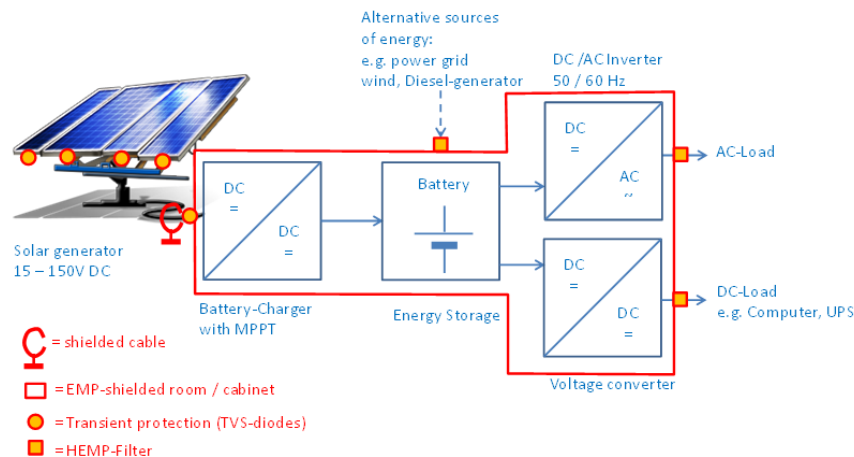 Alternative sources
of energy:
e.g. power grid
wind, Diesel-generator
DC /AC Inverter
50 / 60 Hz
DC
=
AC
~
AC-Load
DC
=
DC
=
Battery
Solar generator
15 – 150V DC
Battery-Charger
with MPPT
Energy Storage
DC
=
DC
=
DC-Load
e.g. Computer, UPS
Voltage converter
= shielded cable
= EMP-shielded room / cabinet
= Transient protection (TVS-diodes)
= HEMP-Filter